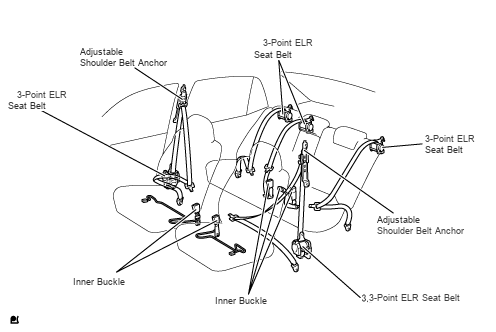 3-Point ELR
Seat Belt
Adjustable
Shoulder Belt Anchor
3-Point ELR
Seat Belt
3-Point ELR
Seat Belt
Adjustable
Shoulder Belt Anchor
Inner Buckle
Inner Buckle
3,3-Point ELR Seat Belt